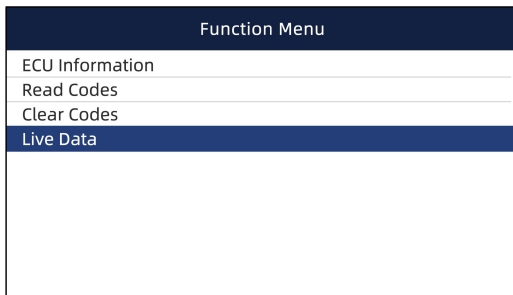 Function Menu
ECU Information
Read Codes
Clear Codes
Live Data